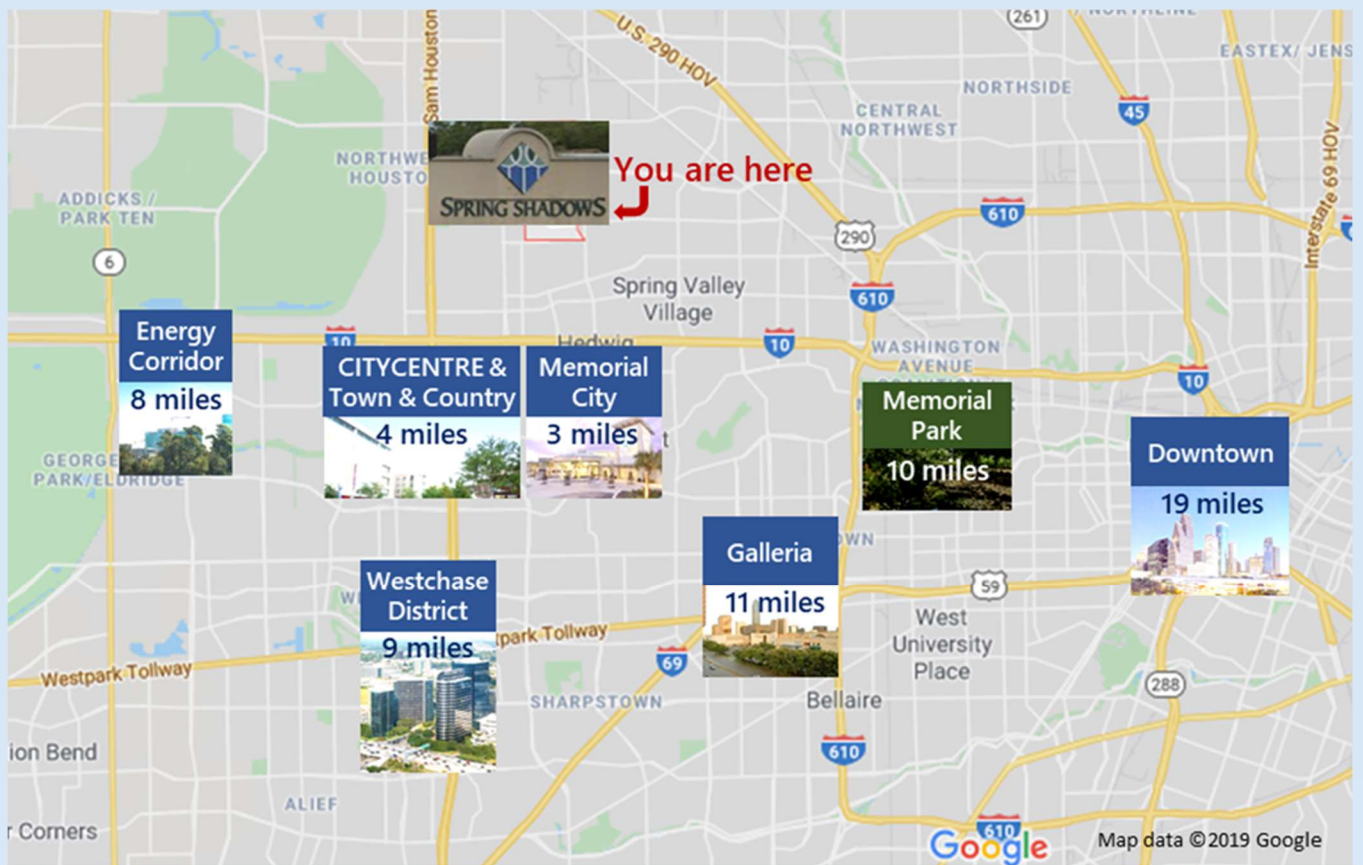 261
/ NORTHLINE
U.S. 290 HOV
EASTEX/ JENS
Sam Houston
NORTHSIDE
45
CENTRAL
NORTHWEST
Interstate 69 HOV
NORTHWE
HOUSTO
SPRING SHADOWS
You are here
ADDICKS /
PARK TEN
610
290
6
Spring Valley
Village
610
Energy
Corridor
8 miles
10
Hedwig
10
WASHINGTON
AVENUE
10
CITYCENTRE &
Town & Country
4 miles
Memorial
City
3 miles
t
Memorial
Park
10 miles
Downtown
19 miles
GEORGE
PARK/ELDRIDGE
Galleria
11 miles
OWN
Westchase
District
9 miles
59
West
University
Place
park Tollway
Westpark Tollway
69
288
SHARPSTOWN
Bellaire
610
ion Bend
ALIEF
r Corners
610
Google
Map data ©2019 Google